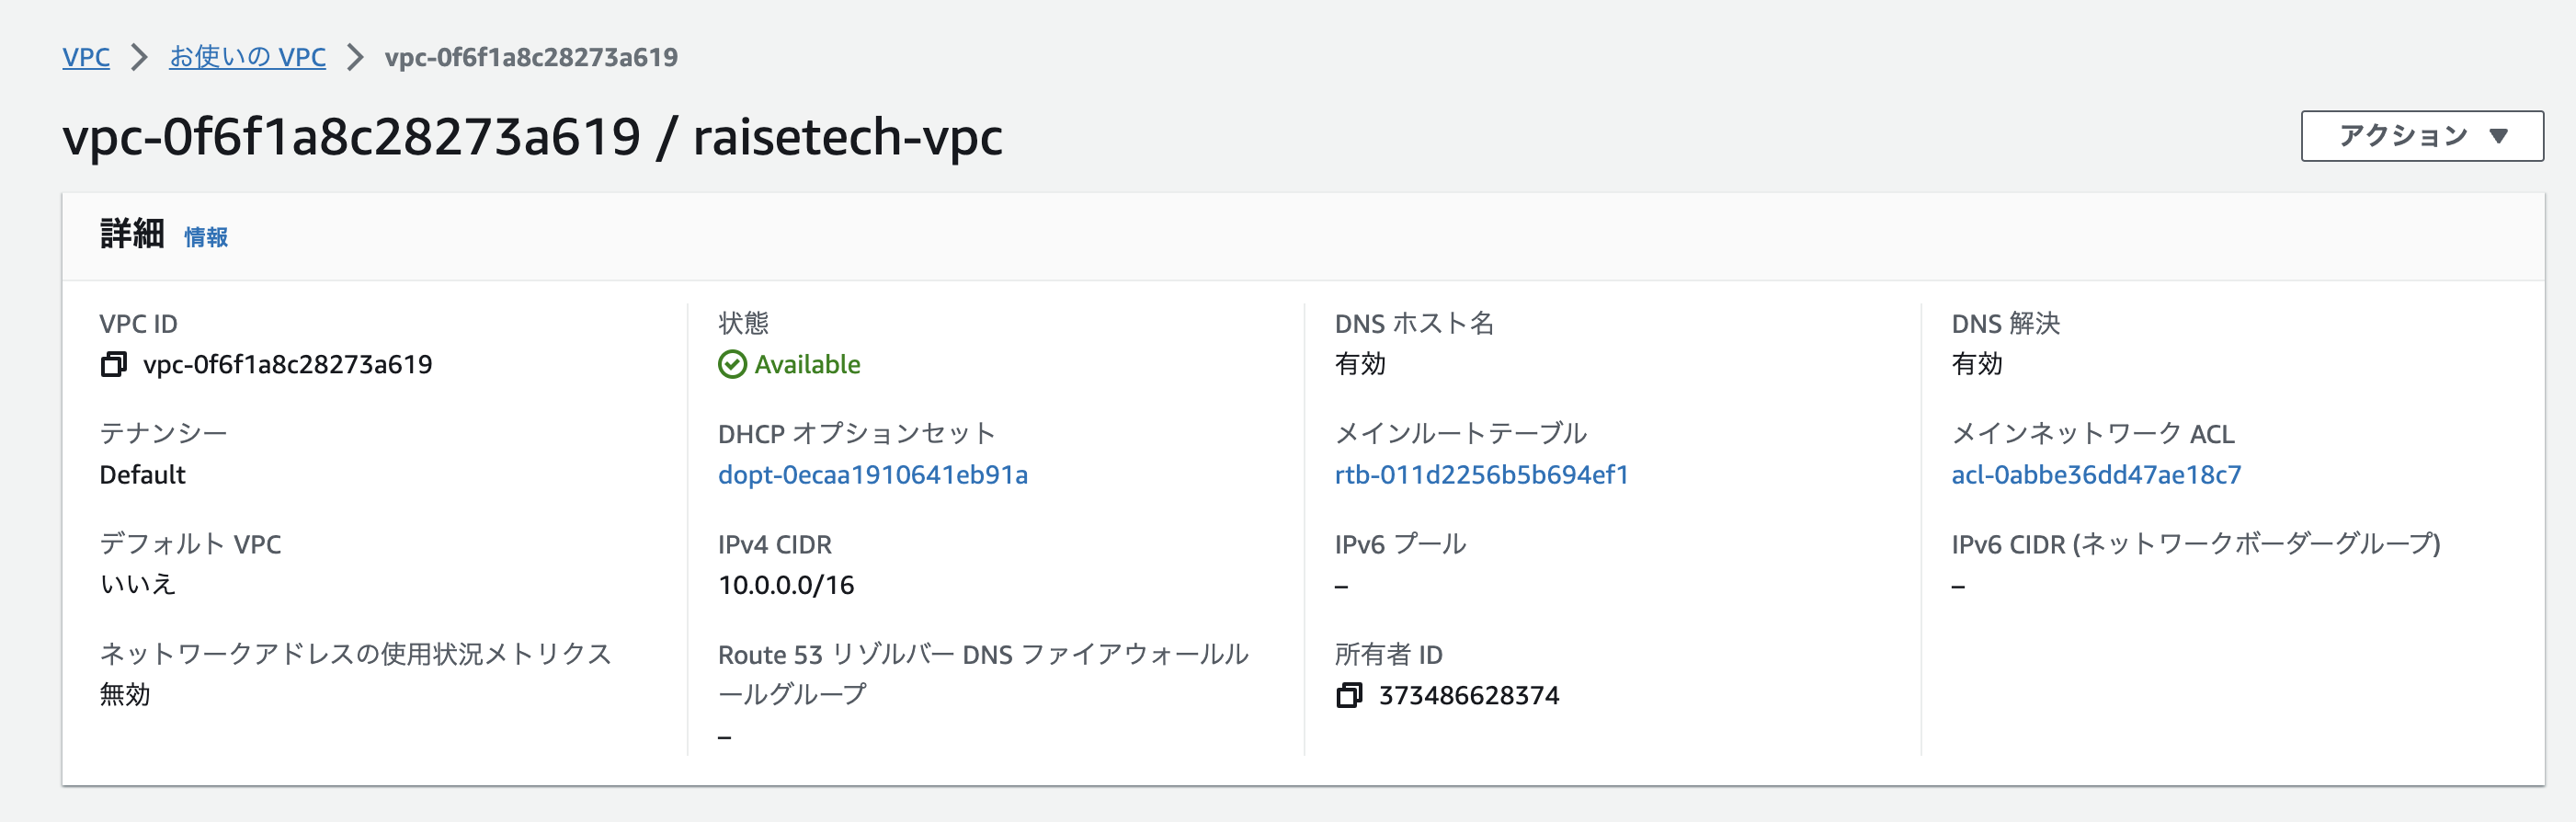 VPC > お使いの VPC > vpc-0f6f1a8c28273a619
vpc-0f6f1a8c28273a619 / raisetech-vpc
アクション ▼
詳細 情報
VPC ID
vpc-0f6f1a8c28273a619
状態
Available
DNS ホスト名
有効
DNS 解決
有効
テナンシー
Default
DHCP オプションセット
dopt-0ecaa1910641eb91a
メインルートテーブル
rtb-011d2256b5b694ef1
メインネットワーク ACL
acl-0abbe36dd47ae18c7
デフォルト VPC
いいえ
IPv4 CIDR
10.0.0.0/16
IPv6 プール
–
IPv6 CIDR (ネットワークボーダーグループ)
–
ネットワークアドレスの使用状況メトリクス
無効
Route 53 リゾルバー DNS ファイアウォールル
ールグループ
–
所有者 ID
373486628374